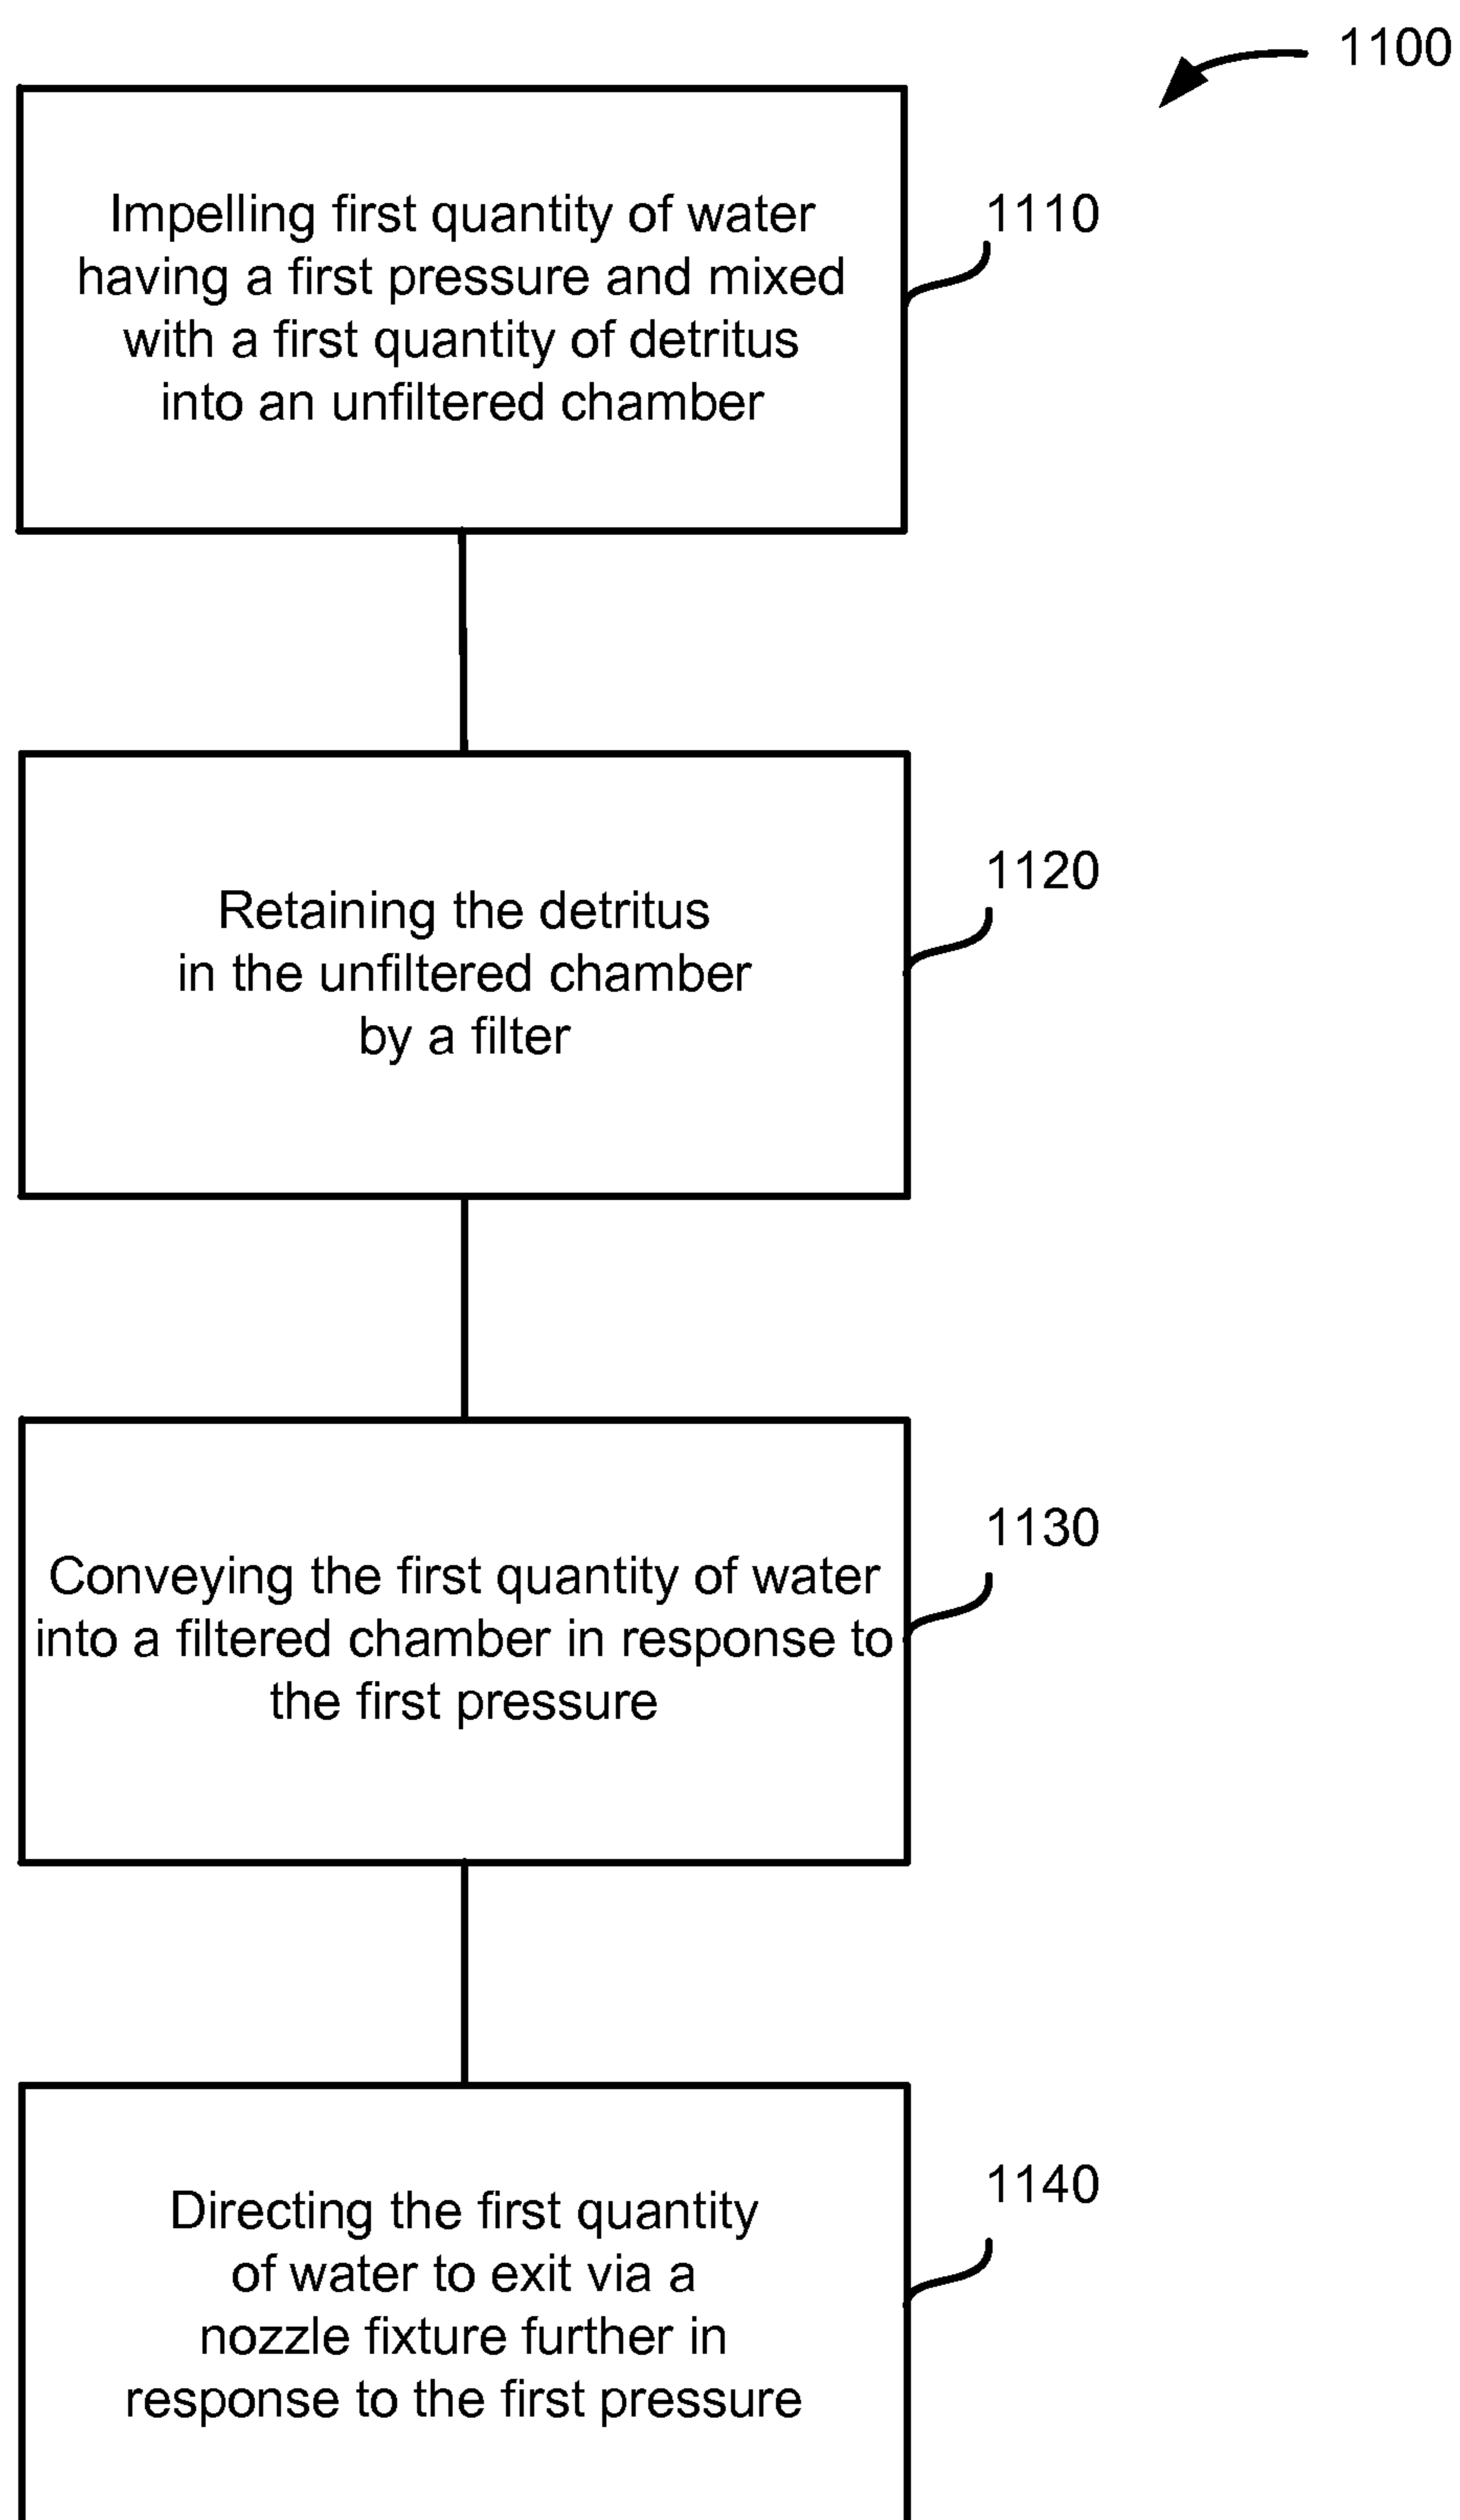 1100
Impelling first quantity of water
having a first pressure and mixed
with a first quantity of detritus
into an unfiltered chamber
1110
Retaining the detritus
in the unfiltered chamber
by a filter
1120
Conveying the first quantity of water
into a filtered chamber in response to
the first pressure
1130
Directing the first quantity
of water to exit via a
nozzle fixture further in
response to the first pressure
1140